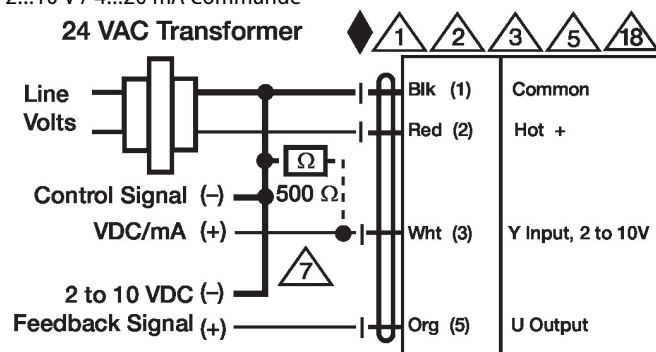 2...10 V / 4...20 mA Commande
24 VAC Transformer
1 2 3 5 18
Line
Volts
Blk (1) Common
Red (2) Hot +
Ω
500 Ω
Control Signal (-)
VDC/mA (+)
Wht (3) Y Input, 2 to 10V
7
2 to 10 VDC (-)
Feedback Signal (+)
Org (5) U Output